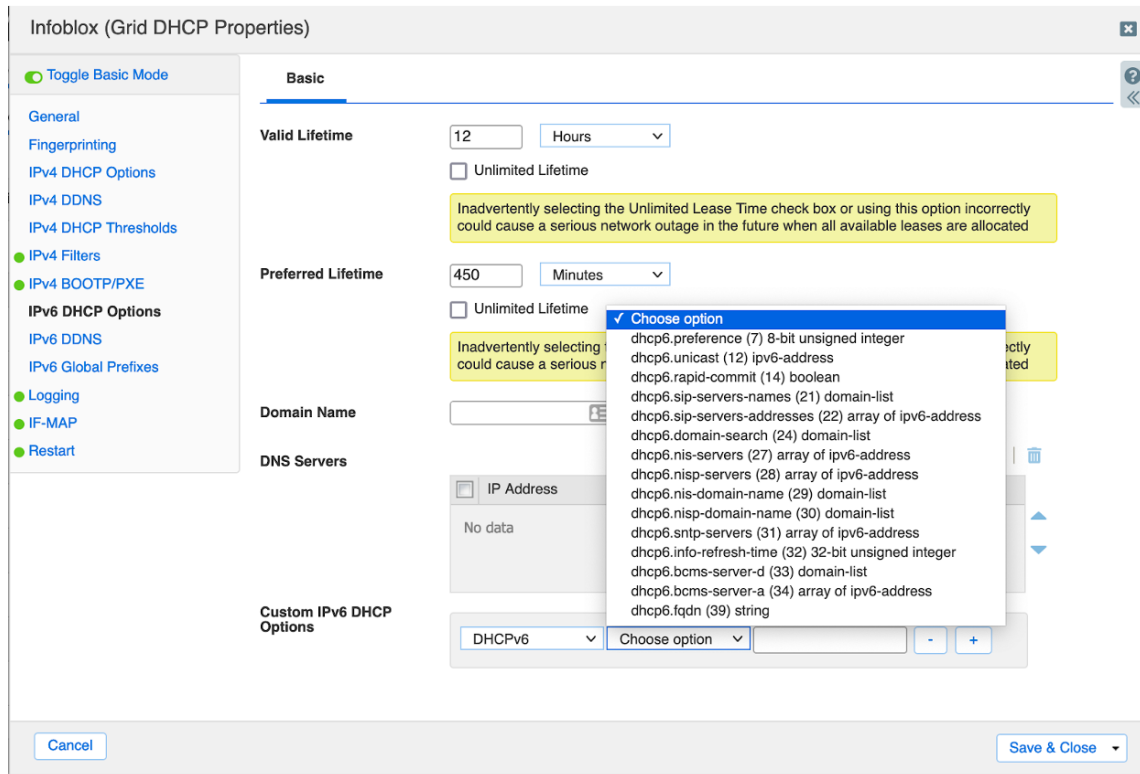 Infoblox (Grid DHCP Properties)
Toggle Basic Mode
General
Fingerprinting
IPv4 DHCP Options
IPv4 DDNS
IPv4 DHCP Thresholds
IPv4 Filters
IPv4 BOOTP/PXE
IPv6 DHCP Options
IPv6 DDNS
IPv6 Global Prefixes
Logging
IF-MAP
Restart
Basic
Valid Lifetime
12
Hours
Unlimited Lifetime
Inadvertently selecting the Unlimited Lease Time check box or using this option incorrectly
could cause a serious network outage in the future when all available leases are allocated
Preferred Lifetime
450
Minutes
Unlimited Lifetime
Inadvertently selecting
could cause a serious
Domain Name
DNS Servers
IP Address
No data
✓ Choose option
dhcp6.preference (7) 8-bit unsigned integer
dhcp6.unicast (12) ipv6-address
dhcp6.rapid-commit (14) boolean
dhcp6.sip-servers-names (21) domain-list
dhcp6.sip-servers-addresses (22) array of ipv6-address
dhcp6.domain-search (24) domain-list
dhcp6.nis-servers (27) array of ipv6-address
dhcp6.nisp-servers (28) array of ipv6-address
dhcp6.nis-domain-name (29) domain-list
dhcp6.nisp-domain-name (30) domain-list
dhcp6.sntp-servers (31) array of ipv6-address
dhcp6.info-refresh-time (32) 32-bit unsigned integer
dhcp6.bcms-server-d (33) domain-list
dhcp6.bcms-server-a (34) array of ipv6-address
dhcp6.fqdn (39) string
Custom IPv6 DHCP
Options
DHCPv6
Choose option
-
+
Cancel
Save & Close